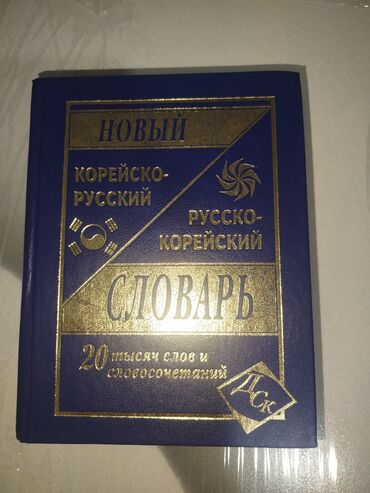 НОВЫЙ
КОРЕЙСКО-
РУССКИЙ
РУССКО-
КОРЕЙСКИЙ
СЛОВАРЬ
20 тысяч слов и
словосочетаний
ДСК